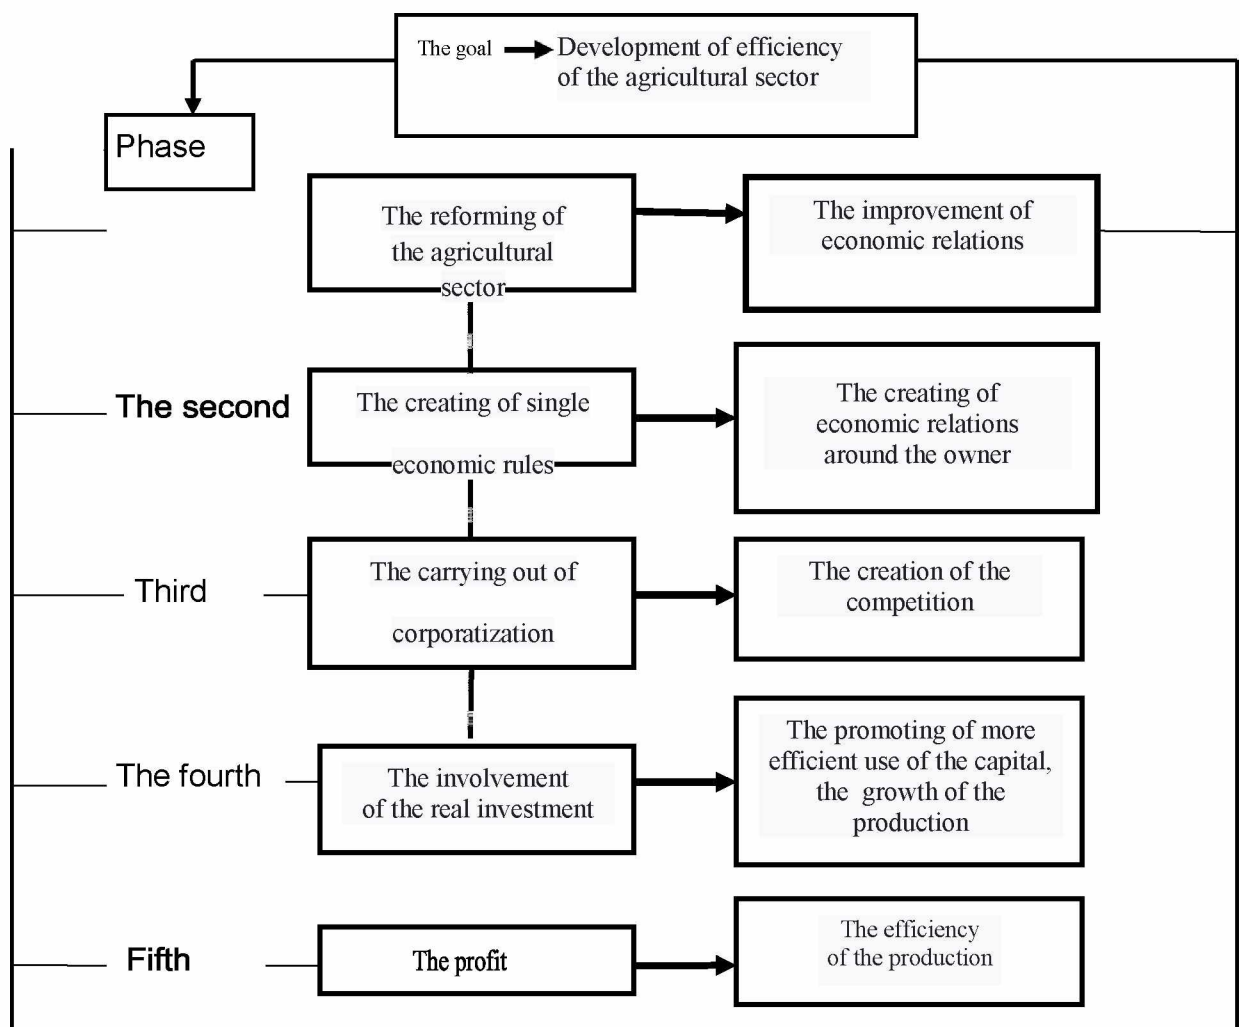 The goal
Development of efficiency
of the agricultural sector
Phase
The reforming of
the agricultural
sector
The improvement of
economic relations
The second
The creating of single
economic rules
The creating of
economic relations
around the owner
Third
The carrying out of
corporatization
The creation of the
competition
The fourth
The involvement
of the real investment
The promoting of more
efficient use of the capital,
the growth of the
production
Fifth
The profit
The efficiency
of the production